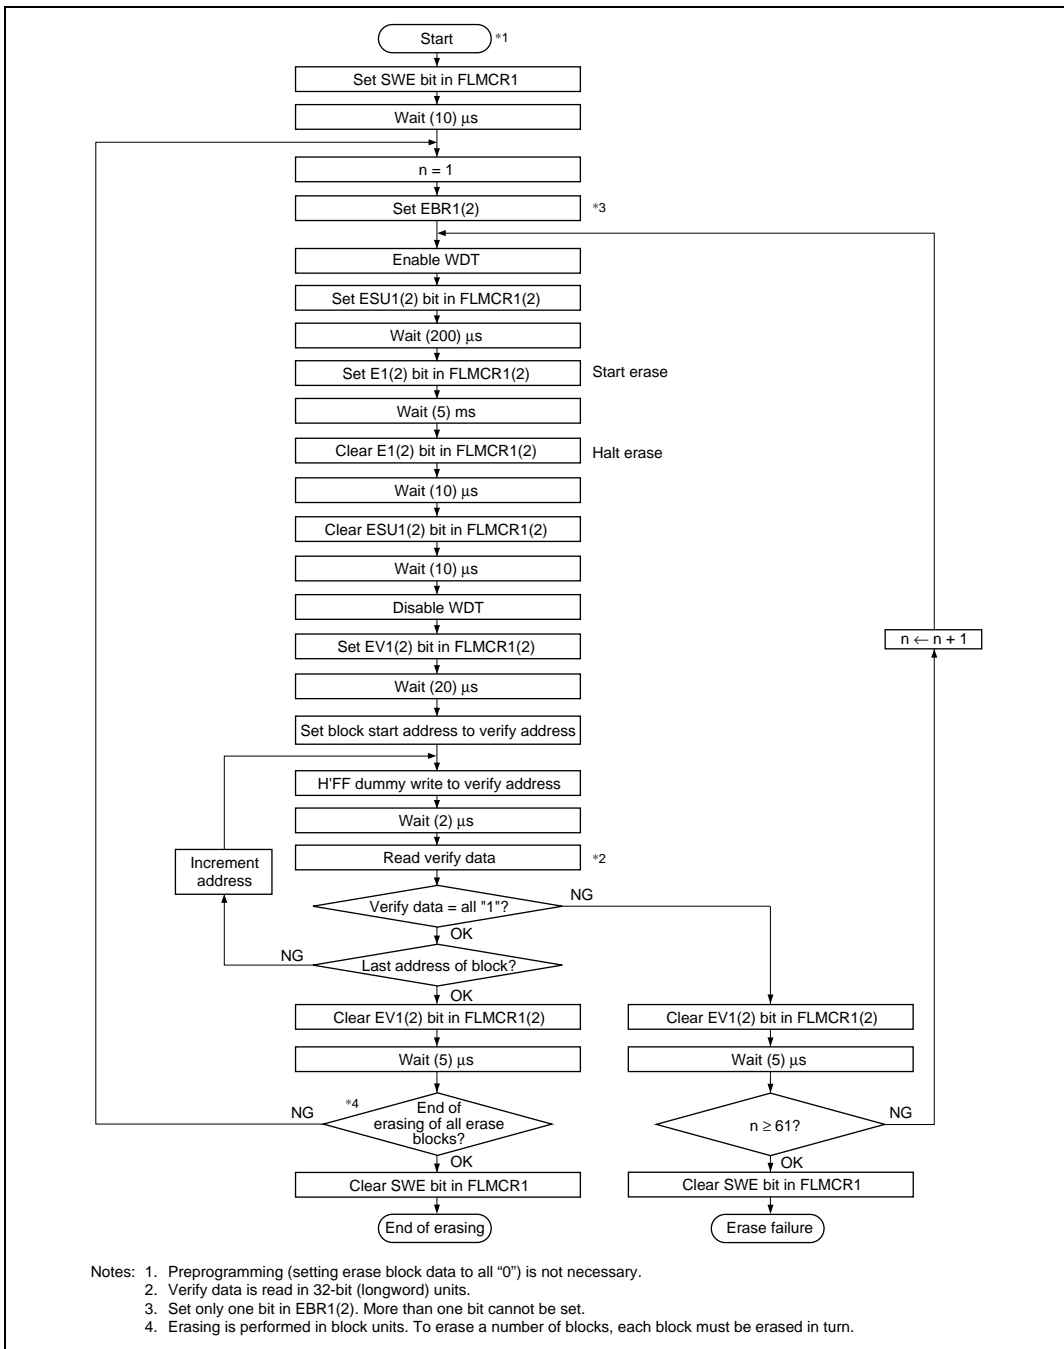 Start *1
Set SWE bit in FLMCR1
Wait (10) μs
n = 1
Set EBR1(2) *3
Enable WDT
Set ESU1(2) bit in FLMCR1(2)
Wait (200) μs
Set E1(2) bit in FLMCR1(2) Start erase
Wait (5) ms
Clear E1(2) bit in FLMCR1(2) Halt erase
Wait (10) μs
Clear ESU1(2) bit in FLMCR1(2)
Wait (10) μs
Disable WDT
Set EV1(2) bit in FLMCR1(2)
n ← n + 1
Wait (20) μs
Set block start address to verify address
H'FF dummy write to verify address
Wait (2) μs
Read verify data *2
Increment
address
Verify data = all "1"? NG
OK
NG Last address of block?
OK
Clear EV1(2) bit in FLMCR1(2) Clear EV1(2) bit in FLMCR1(2)
Wait (5) μs Wait (5) μs
NG *4 End of
erasing of all erase
blocks?
n ≥ 61? NG
OK OK
Clear SWE bit in FLMCR1 Clear SWE bit in FLMCR1
End of erasing Erase failure
Notes: 1. Preprogramming (setting erase block data to all “0”) is not necessary.
2. Verify data is read in 32-bit (longword) units.
3. Set only one bit in EBR1(2). More than one bit cannot be set.
4. Erasing is performed in block units. To erase a number of blocks, each block must be erased in turn.